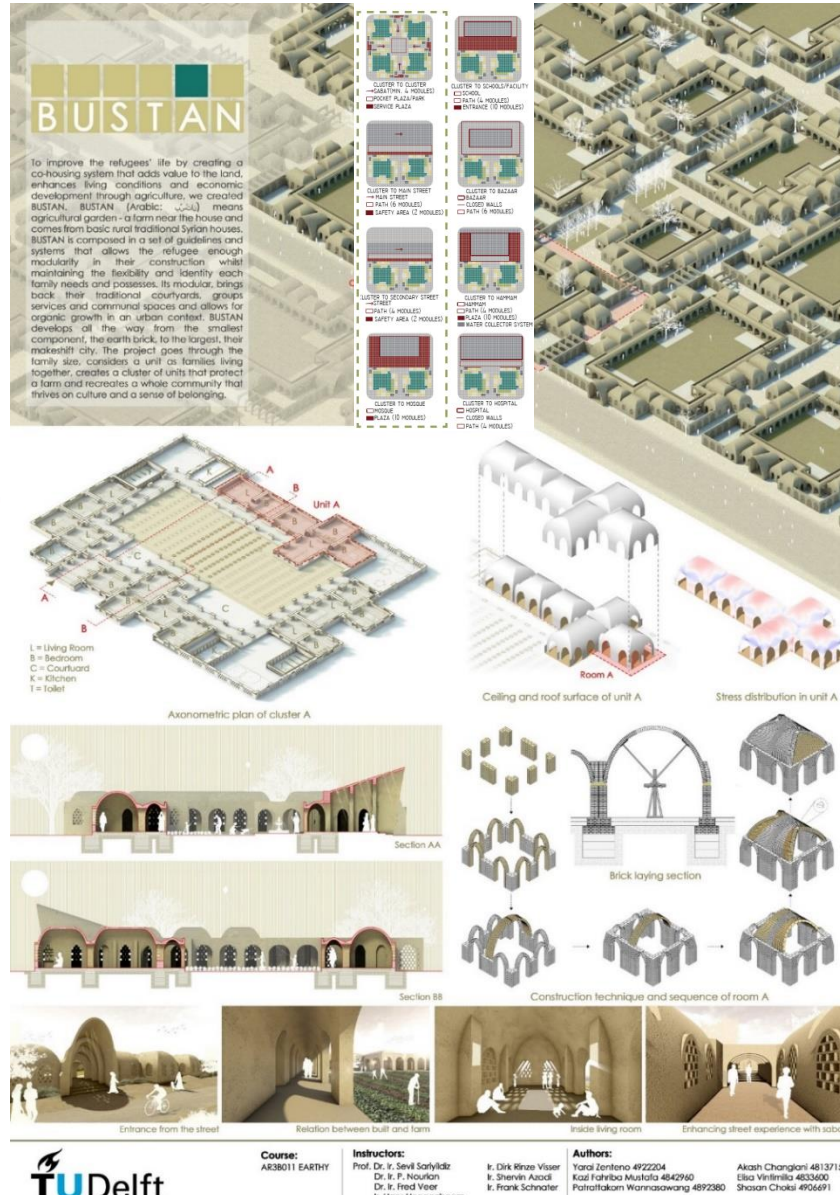 BUSTAN
To improve the refugees' life by creating a
co-housing system that adds value to the land,
enhances living conditions and economic
development through agriculture, we created
BUSTAN. BUSTAN (Arabic: ) means
agricultural garden - a farm near the house and
comes from basic rural traditional Syrian houses.
BUSTAN is composed in a set of guidelines and
systems that allows the refugee enough
modularity in their construction whilst
maintaining the flexibility and identity each
family needs and possesses. Its modular, brings
back their traditional courtyards, groups
services and communal spaces and allows for
organic growth in an urban context. BUSTAN
develops all the way from the smallest
component, the earth brick, to the largest, their
makeshift city. The project goes through the
family size, considers a unit as families living
together, creates a cluster of units that protect
a farm and recreates a whole community that
thrives on culture and a sense of belonging.
CLUSTER TO CLUSTER
SABAT(MIN. 4 MODULES)
POCKET PLAZA/PARK
SERVICE PLAZA
CLUSTER TO MAIN STREET
MAIN STREET
PATH (6 MODULES)
SAFETY AREA (2 MODULES)
CLUSTER TO SECONDARY STREET
STREET
PATH (4 MODULES)
SAFETY AREA (2 MODULES)
CLUSTER TO MOSQUE
MOSQUE
PLAZA (10 MODULES)
CLUSTER TO SCHOOLS/FACILITY
SCHOOL
PATH (4 MODULES)
ENTRANCE (10 MODULES)
CLUSTER TO BAZAAR
BAZAAR
CLOSED WALLS
PATH (6 MODULES)
CLUSTER TO HAMMAM
HAMMAM
PATH (4 MODULES)
PLAZA (10 MODULES)
WATER COLLECTOR SYSTEM
CLUSTER TO HOSPITAL
HOSPITAL
CLOSED WALLS
PATH (4 MODULES)
A
B
Unit A
C
C
A
B
L = Living Room
B = Bedroom
C = Courtyard
K = Kitchen
T = Toilet
Axonometric plan of cluster A
Room A
Ceiling and roof surface of unit A
Stress distribution in unit A
Section AA
Section BB
Brick laying section
Construction technique and sequence of room A
Entrance from the street
Relation between built and farm
Inside living room
Enhancing street experience with
TU Delft
Course:
AR3B011 EARTHY
Instructors:
Prof. Dr. Ir. Sevil Sariyildiz
Dr. Ir. P. Nourian
Dr. Ir. Fred Veer
Ir. Dirk Rinze Visser
Ir. Shervin Azadi
Ir. Frank Schnater
Authors:
Yarai Zenteno 4922204
Kazi Fahriba Mustafa 4842960
Patrattakorn Wannasawang 4892380
Akash Changlani 4813715
Elisa Vintimilla 4833600
Shasan Choksi 4906691